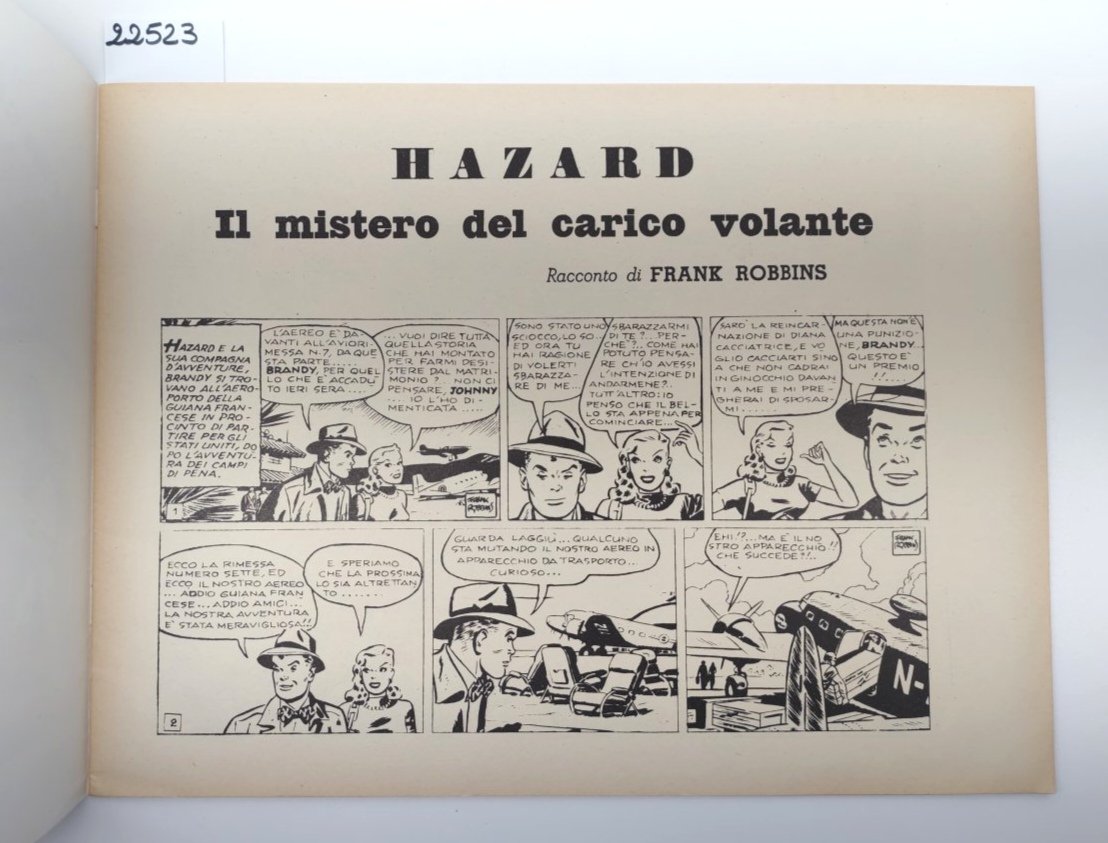 22523
HAZARD
Il mistero del carico volante
Racconto di FRANK ROBBINS
HAZARD E LA
SUA COMPAGNA
D'AVVENTURE,
BRANDY SI TRO-
VANO ALL'AERO-
PORTO DELLA
GUIANA FRAN-
CESE IN PRO-
CINTO DI PAR-
TIRE PER GLI
STATI UNITI, DO
PO L'AVVENTU-
RA DEI CAMPI
DI PENA.
L'AEREO E' DA-
VANTI ALL'AVIORI-
MESSA N.7, DA QUE
STA PARTE...
BRANDY, PER QUEL
LO CHE E' ACCADU
TO IERI SERA....
... VUOI DIRE TUTTA
QUELLA STORIA
CHE HAI MONTATO
PER FARMI DESI-
STERE DAL MATRI-
MONIO ?.. NON CI
PENSARE, JOHNNY
... IO L'HO DI-
MENTICATA .....
FRANK
ROBBINS
1
SONO STATO UNO
SCIOCCO, LO SO...
ED ORA TU
HAI RAGIONE
DI VOLERTI
SBARAZZA-
RE DI ME...
SBARAZZARMI
DI TE ?.. PER-
CHE'?.. COME HAI
POTUTO PENSA-
RE CH'IO AVESSI
L'INTENZIONE DI
ANDARMENE?..
TUTT'ALTRO: IO
PENSO CHE IL BEL-
LO STA APPENA PER
COMINCIARE...
SARO' LA REINCAR-
NAZIONE DI DIANA
CACCIATRICE, E VO
GLIO CACCIARTI SINO
A CHE NON CADRAI
IN GINOCCHIO DAVAN
TI A ME E MI PRE-
GHERAI DI SPOSAR-
MI......
MA QUESTA NON E'
UNA PUNIZIO-
NE, BRANDY...
QUESTO E'
UN PREMIO
!...
ECCO LA RIMESSA
NUMERO SETTE, ED
ECCO IL NOSTRO AEREO
... ADDIO GUIANA FRAN
CESE... ADDIO AMICI...
LA NOSTRA AVVENTURA
E' STATA MERAVIGLIOSA!!
E SPERIAMO
CHE LA PROSSIMA
LO SIA ALTRETTAN
TO .......
2
GUARDA LAGGIU'... QUALCUNO
STA MUTANDO IL NOSTRO AEREO IN
APPARECCHIO DA TRASPORTO...
CURIOSO...
EHI!?... MA E' IL NO
STRO APPARECCHIO!!
CHE SUCCEDE?!..
FRANK
ROBBINS
N-